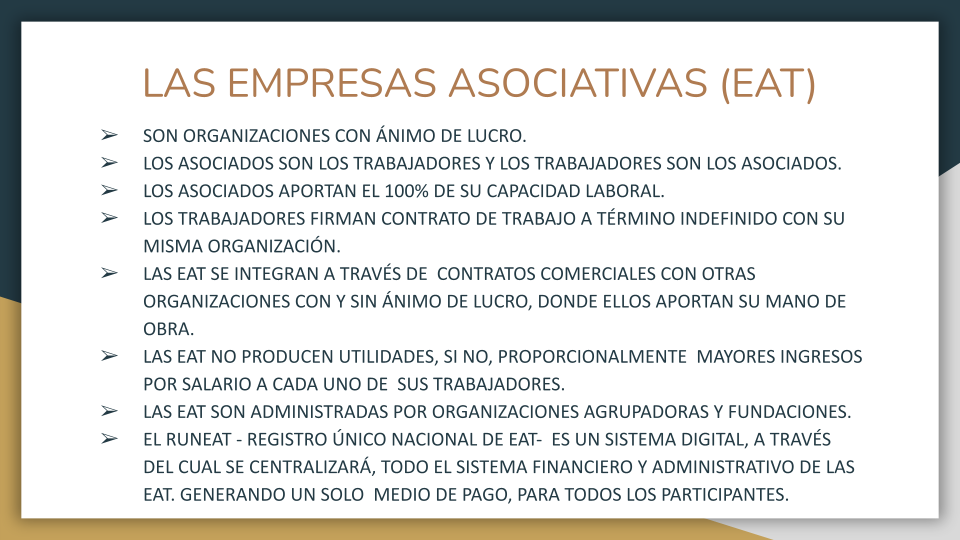 LAS EMPRESAS ASOCIATIVAS (EAT)
➢ SON ORGANIZACIONES CON ÁNIMO DE LUCRO.
➢ LOS ASOCIADOS SON LOS TRABAJADORES Y LOS TRABAJADORES SON LOS ASOCIADOS.
➢ LOS ASOCIADOS APORTAN EL 100% DE SU CAPACIDAD LABORAL.
➢ LOS TRABAJADORES FIRMAN CONTRATO DE TRABAJO A TÉRMINO INDEFINIDO CON SU
MISMA ORGANIZACIÓN.
➢ LAS EAT SE INTEGRAN A TRAVÉS DE  CONTRATOS COMERCIALES CON OTRAS
ORGANIZACIONES CON Y SIN ÁNIMO DE LUCRO, DONDE ELLOS APORTAN SU MANO DE
OBRA.
➢ LAS EAT NO PRODUCEN UTILIDADES, SI NO, PROPORCIONALMENTE  MAYORES INGRESOS
POR SALARIO A CADA UNO DE  SUS TRABAJADORES.
➢ LAS EAT SON ADMINISTRADAS POR ORGANIZACIONES AGRUPADORAS Y FUNDACIONES.
➢ EL RUNEAT - REGISTRO ÚNICO NACIONAL DE EAT-  ES UN SISTEMA DIGITAL, A TRAVÉS
DEL CUAL SE CENTRALIZARÁ, TODO EL SISTEMA FINANCIERO Y ADMINISTRATIVO DE LAS
EAT. GENERANDO UN SOLO  MEDIO DE PAGO, PARA TODOS LOS PARTICIPANTES.